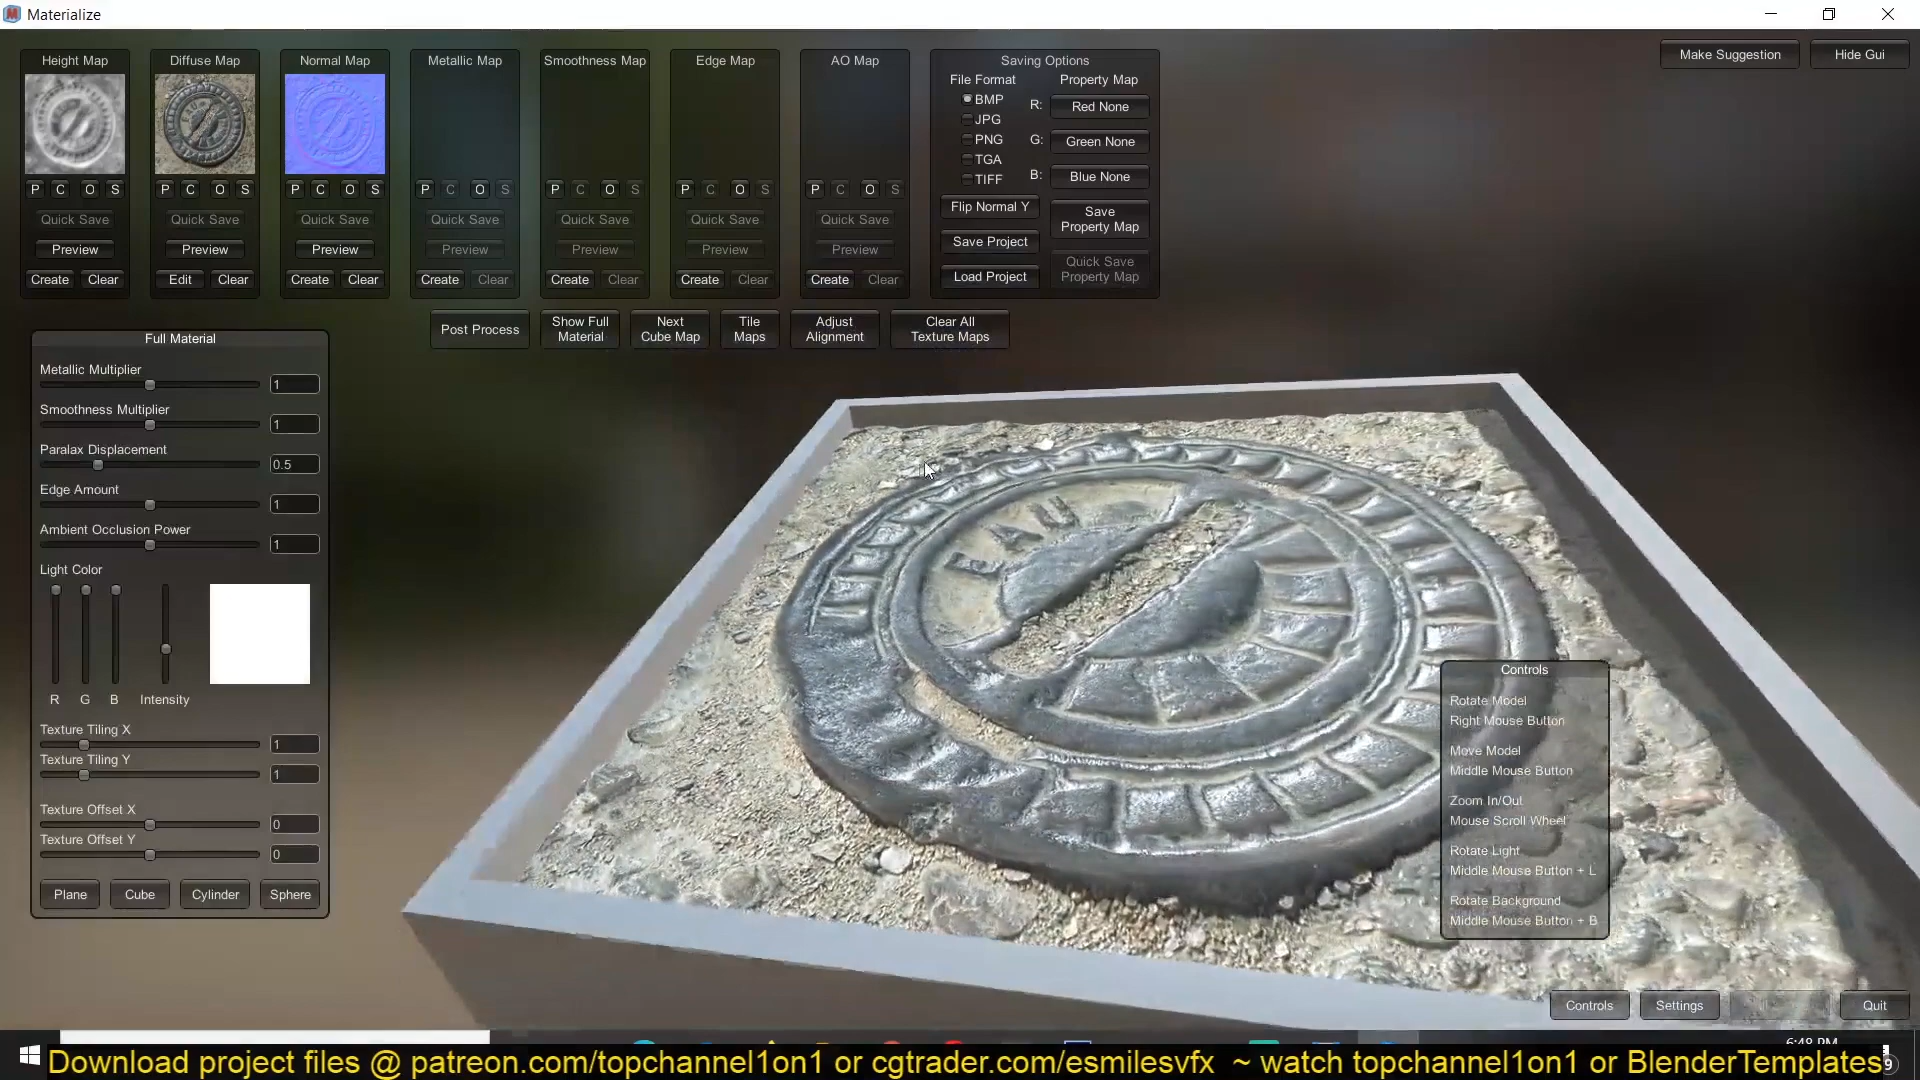 Materialize
Make Suggestion
Hide Gui
Height Map
Diffuse Map
Normal Map
Metallic Map
Smoothness Map
Edge Map
AO Map
Saving Options
File Format
Property Map
BMP
R:
Red None
JPG
PNG
G:
Green None
TGA
TIFF
B:
Blue None
P C O S
P C O S
P C O S
P C O S
P C O S
P C O S
P C O S
Flip Normal Y
Save
Property Map
Quick Save
Quick Save
Quick Save
Quick Save
Quick Save
Quick Save
Quick Save
Save Project
Preview
Preview
Preview
Preview
Preview
Preview
Preview
Quick Save
Property Map
Create Clear
Edit Clear
Create Clear
Create Clear
Create Clear
Create Clear
Create Clear
Load Project
Post Process
Show Full
Material
Next
Cube Map
Tile
Maps
Adjust
Alignment
Clear All
Texture Maps
Full Material
Metallic Multiplier
1
Smoothness Multiplier
1
Paralax Displacement
0.5
Edge Amount
1
Ambient Occlusion Power
1
Light Color
R G B Intensity
Texture Tiling X
1
Texture Tiling Y
1
Texture Offset X
0
Texture Offset Y
0
Plane
Cube
Cylinder
Sphere
EAU
Controls
Rotate Model
Right Mouse Button
Move Model
Middle Mouse Button
Zoom In/Out
Mouse Scroll Wheel
Rotate Light
Middle Mouse Button + L
Rotate Background
Middle Mouse Button + B
Controls
Settings
Quit
6:48 PM
Download project files @ patreon.com/topchannel1on1 or cgtrader.com/esmilesvfx ~ watch topchannel1on1 or BlenderTemplates